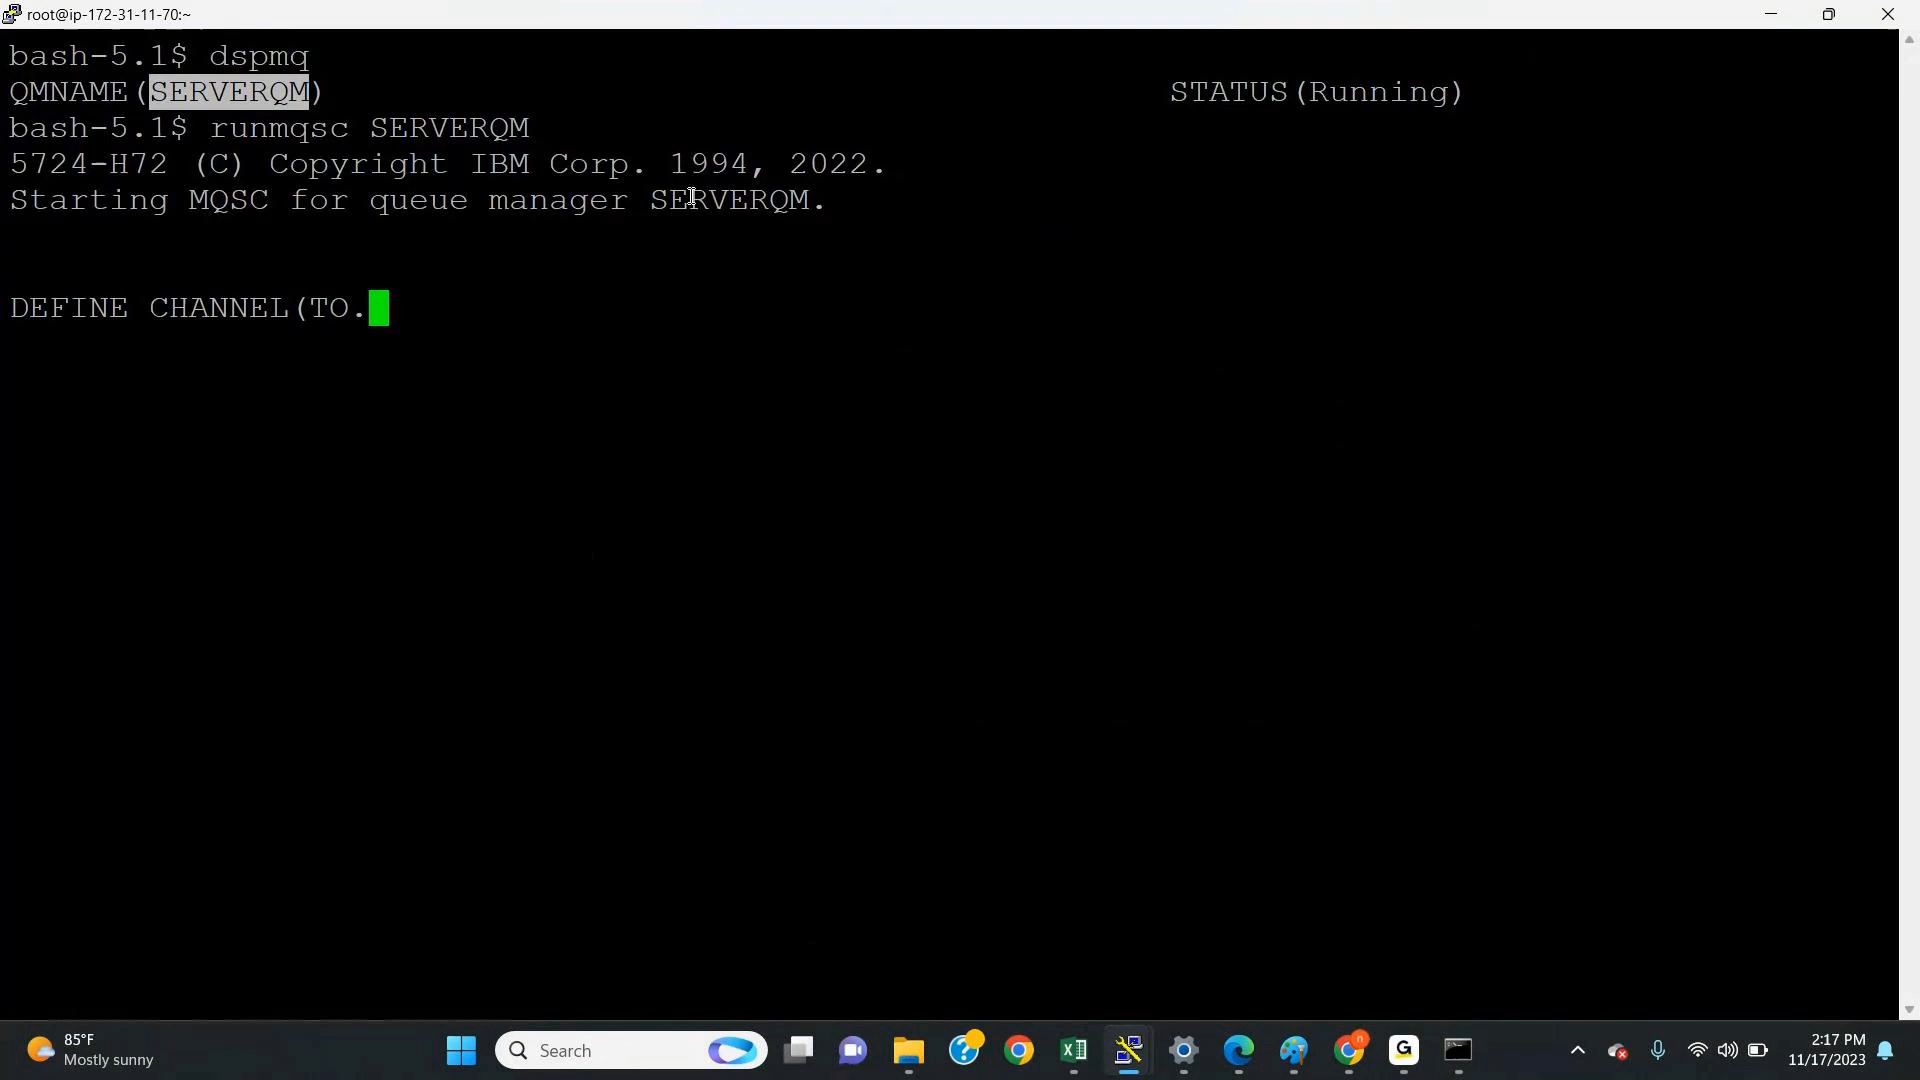 root@ip-172-31-11-70:~
bash-5.1$ dspmq
QMNAME(SERVERQM) STATUS(Running)
bash-5.1$ runmqsc SERVERQM
5724-H72 (C) Copyright IBM Corp. 1994, 2022.
Starting MQSC for queue manager SERVERQM.
DEFINE CHANNEL(TO.
85°F
Mostly sunny
Search
n
G
2:17 PM
11/17/2023